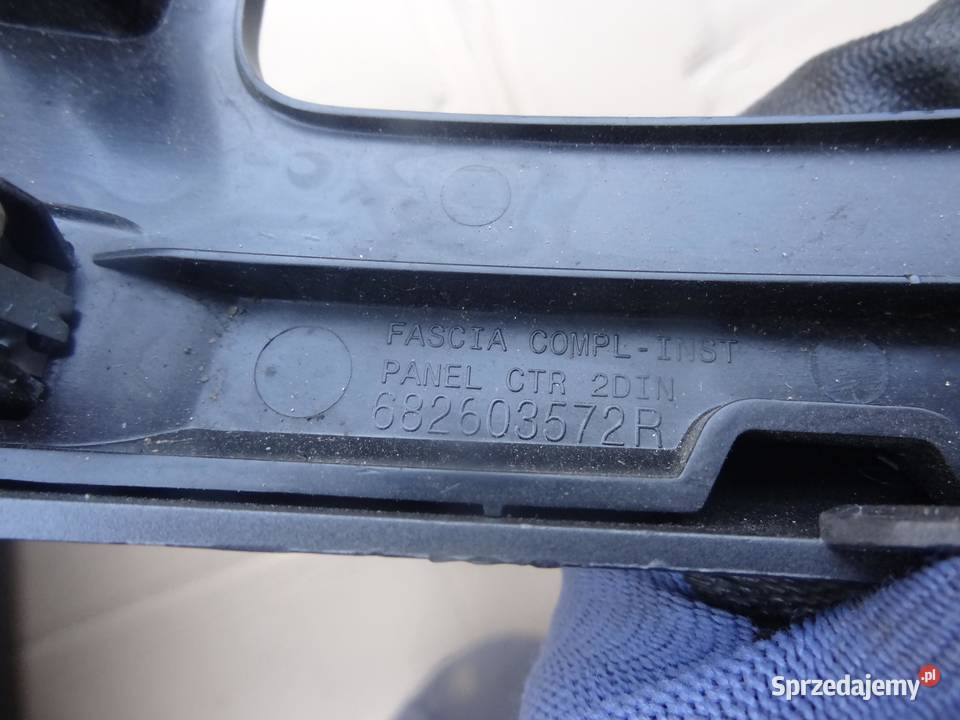 FASCIA COMPL-INST
PANEL CTR 2DIN
682603572R
Sprzedajemy.pl